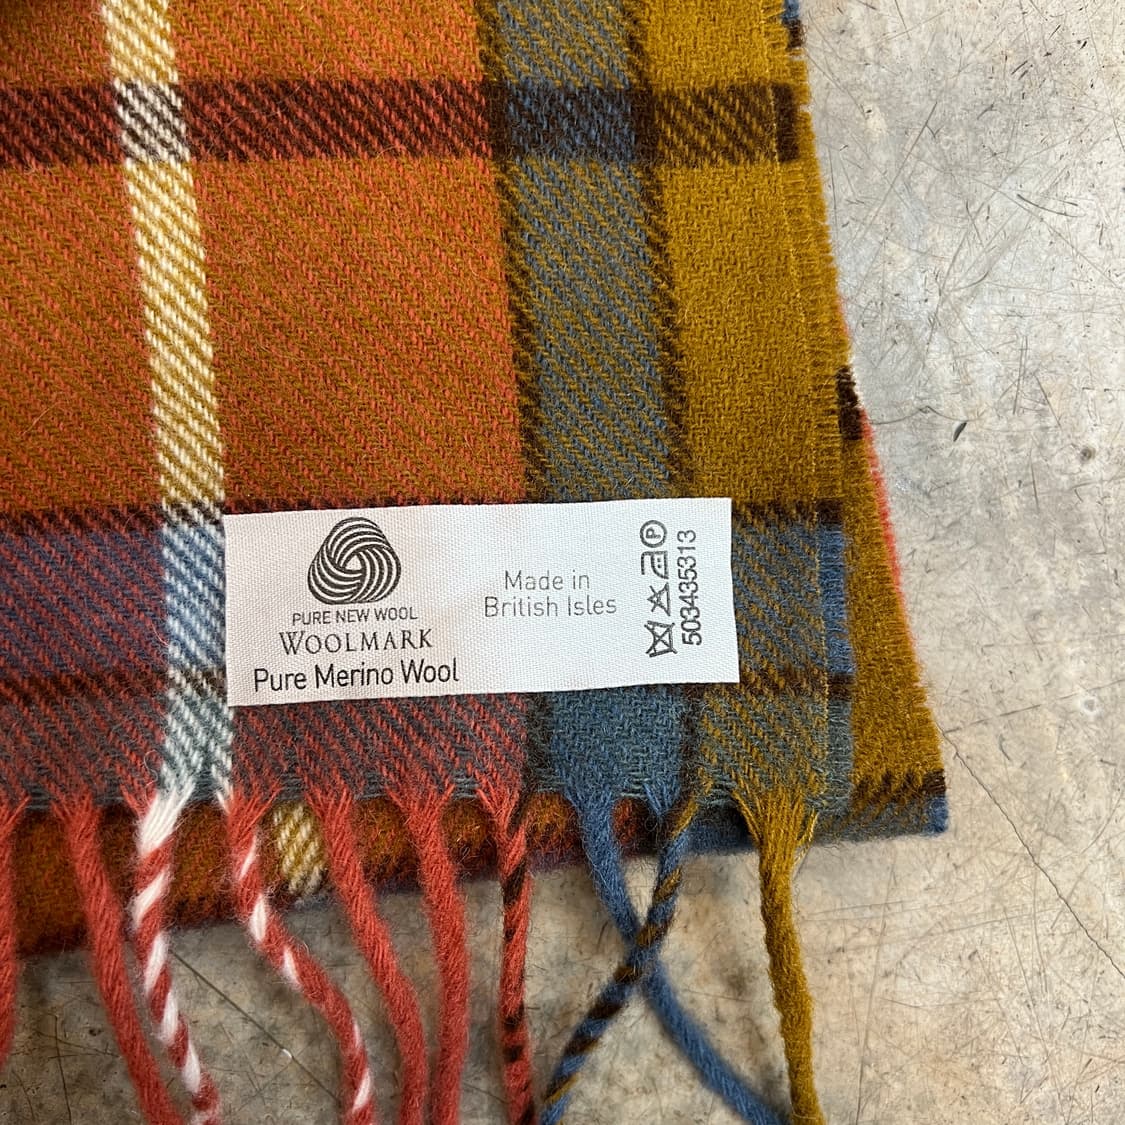 PURE NEW WOOL
WOOLMARK
Pure Merino Wool
Made in
British Isles
P
503435313